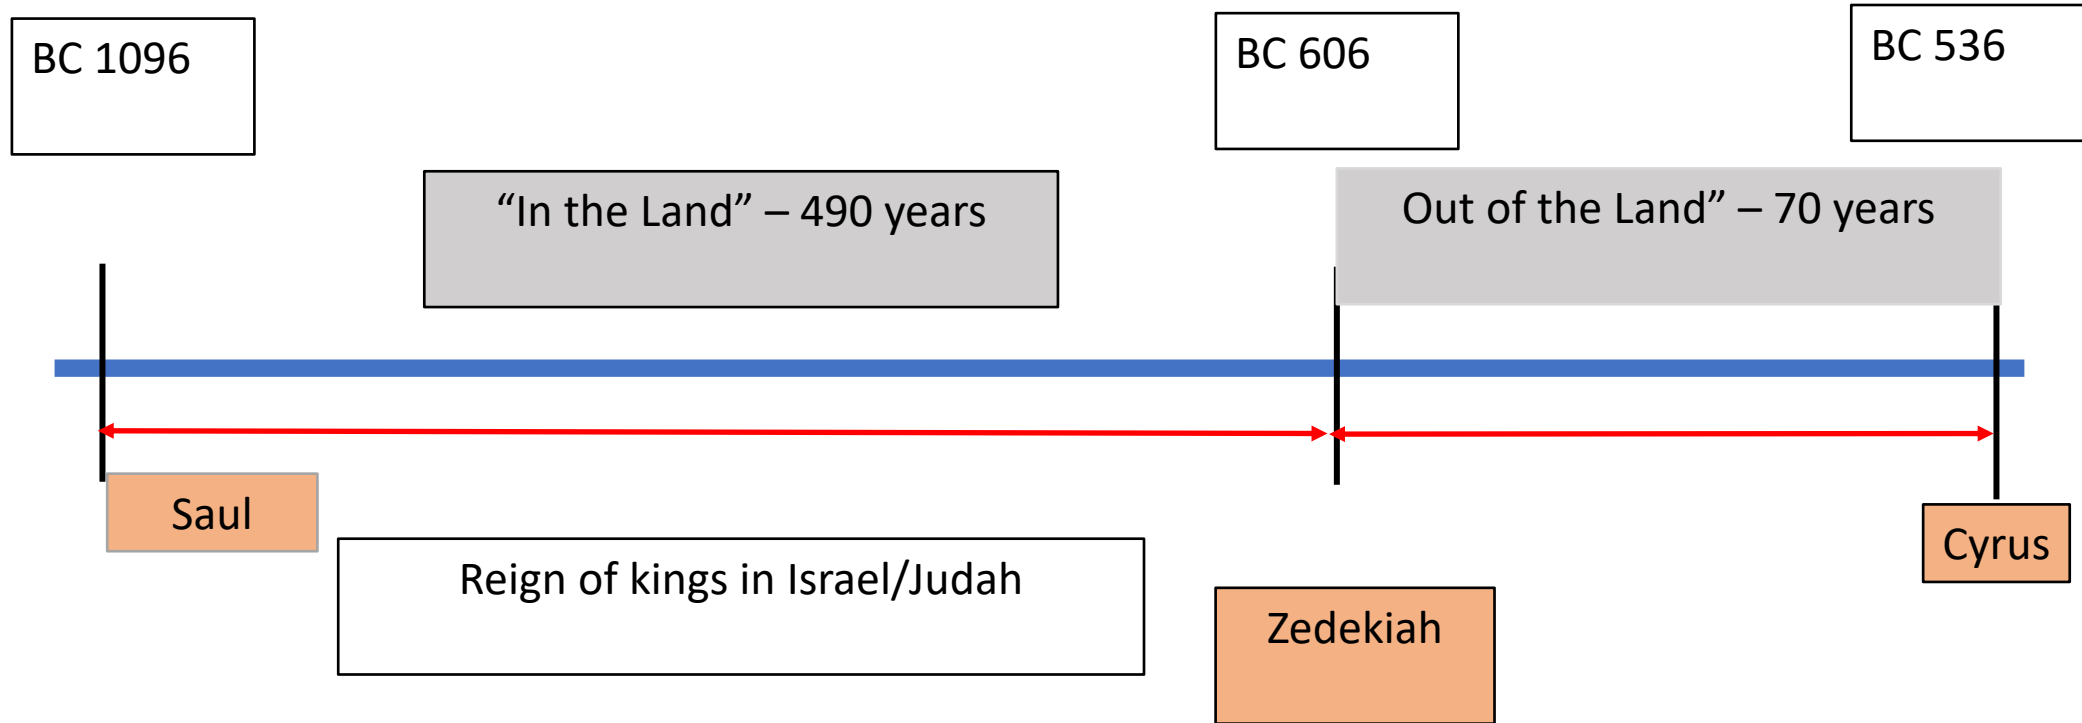 BC 1096
BC 606
BC 536
“In the Land” – 490 years
Out of the Land” – 70 years
Saul
Cyrus
Reign of kings in Israel/Judah
Zedekiah